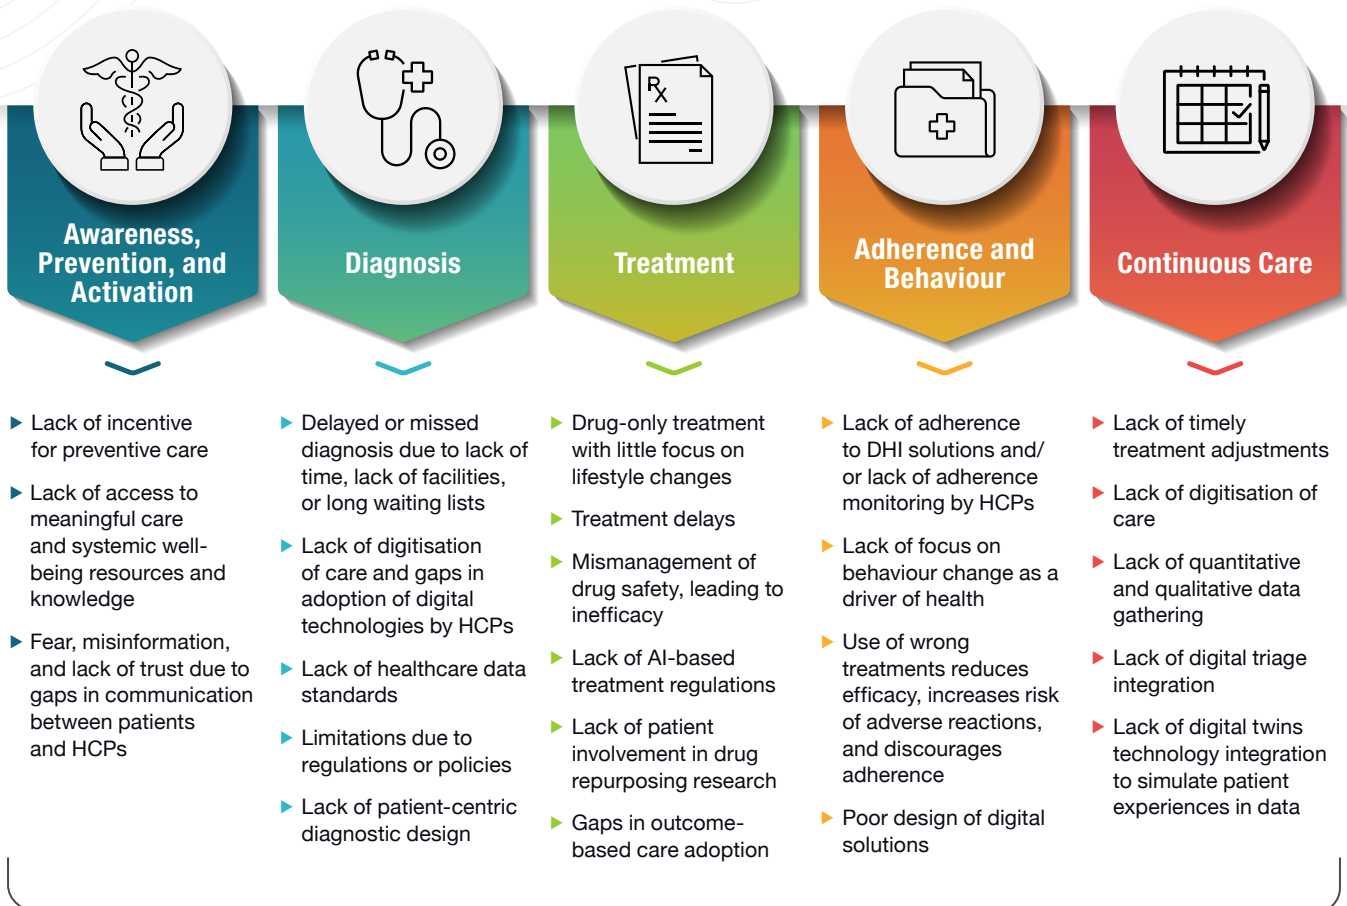 Rx
Awareness,
Prevention, and
Activation
Diagnosis
Treatment
Adherence and
Behaviour
Continuous Care
Lack of incentive
for preventive care
Lack of access to
meaningful care
and systemic well-
being resources and
knowledge
Fear, misinformation,
and lack of trust due to
gaps in communication
between patients
and HCPs
Delayed or missed
diagnosis due to lack of
time, lack of facilities,
or long waiting lists
Lack of digitisation
of care and gaps in
adoption of digital
technologies by HCPs
Lack of healthcare data
standards
Limitations due to
regulations or policies
Lack of patient-centric
diagnostic design
Drug-only treatment
with little focus on
lifestyle changes
Treatment delays
Mismanagement of
drug safety, leading to
inefficacy
Lack of AI-based
treatment regulations
Lack of patient
involvement in drug
repurposing research
Gaps in outcome-
based care adoption
Lack of adherence
to DHI solutions and/
or lack of adherence
monitoring by HCPs
Lack of focus on
behaviour change as a
driver of health
Use of wrong
treatments reduces
efficacy, increases risk
of adverse reactions,
and discourages
adherence
Poor design of digital
solutions
Lack of timely
treatment adjustments
Lack of digitisation of
care
Lack of quantitative
and qualitative data
gathering
Lack of digital triage
integration
Lack of digital twins
technology integration
to simulate patient
experiences in data